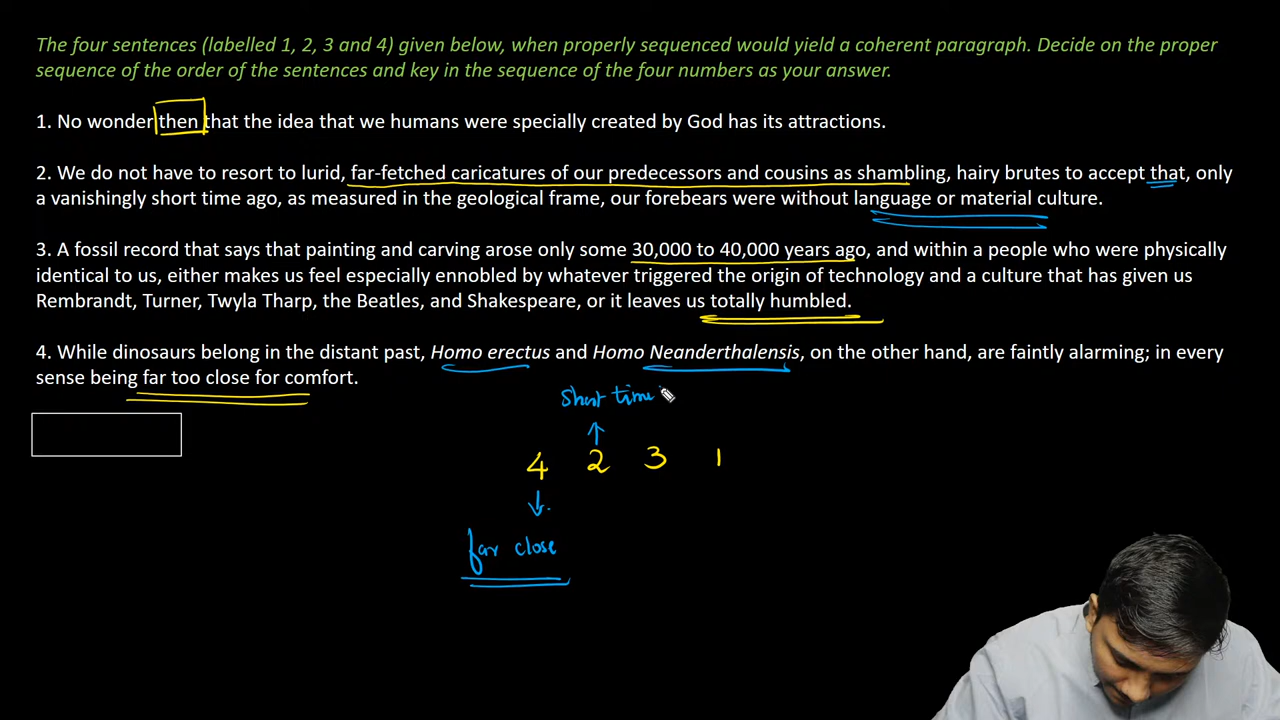 The four sentences (labelled 1, 2, 3 and 4) given below, when properly sequenced would yield a coherent paragraph. Decide on the proper
sequence of the order of the sentences and key in the sequence of the four numbers as your answer.
1. No wonder then that the idea that we humans were specially created by God has its attractions.
2. We do not have to resort to lurid, far-fetched caricatures of our predecessors and cousins as shambling, hairy brutes to accept that, only
a vanishingly short time ago, as measured in the geological frame, our forebears were without language or material culture.
3. A fossil record that says that painting and carving arose only some 30,000 to 40,000 years ago, and within a people who were physically
identical to us, either makes us feel especially ennobled by whatever triggered the origin of technology and a culture that has given us
Rembrandt, Turner, Twyla Tharp, the Beatles, and Shakespeare, or it leaves us totally humbled.
4. While dinosaurs belong in the distant past, Homo erectus and Homo Neanderthalensis, on the other hand, are faintly alarming; in every
sense being far too close for comfort.
Short time
4 2 3 1
far close